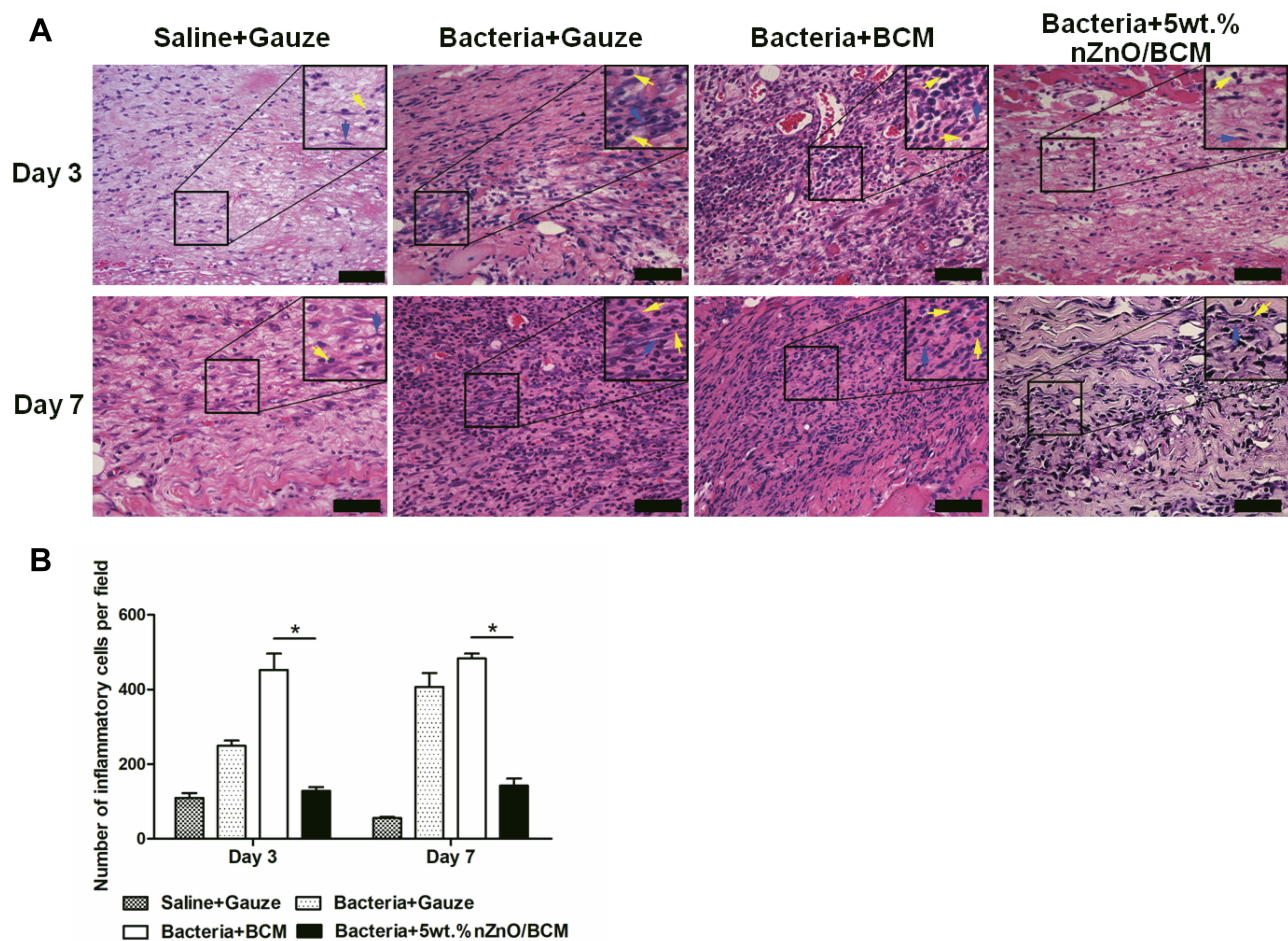 A
Saline+Gauze
Bacteria+Gauze
Bacteria+BCM
Bacteria+5wt.%
nZnO/BCM
Day 3
Day 7
B
Number of inflammatory cells per field
600
400
200
0
Day 3
Day 7
*
*
Saline+Gauze
Bacteria+Gauze
Bacteria+BCM
Bacteria+5wt.%nZnO/BCM